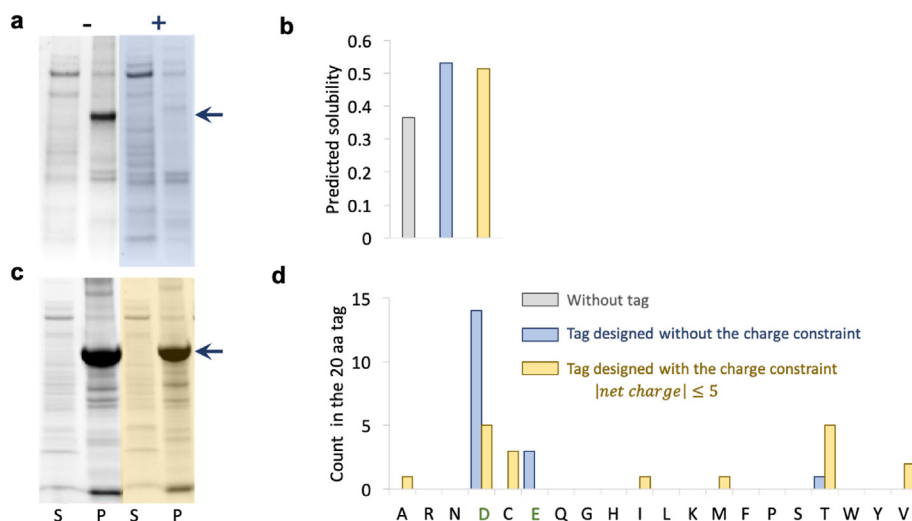 a
- +
b
Predicted solubility
0.6
0.5
0.4
0.3
0.2
0.1
0
c
S P S P
d
Count in the 20 aa tag
15
10
5
0
Without tag
Tag designed without the charge constraint
Tag designed with the charge constraint
|net charge| ≤ 5
A R N D C E Q G H I L K M F P S T W Y V